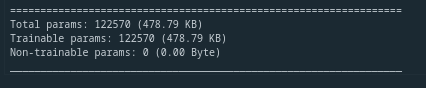 =================================================================
Total params: 122570 (478.79 KB)
Trainable params: 122570 (478.79 KB)
Non-trainable params: 0 (0.00 Byte)
_________________________________________________________________